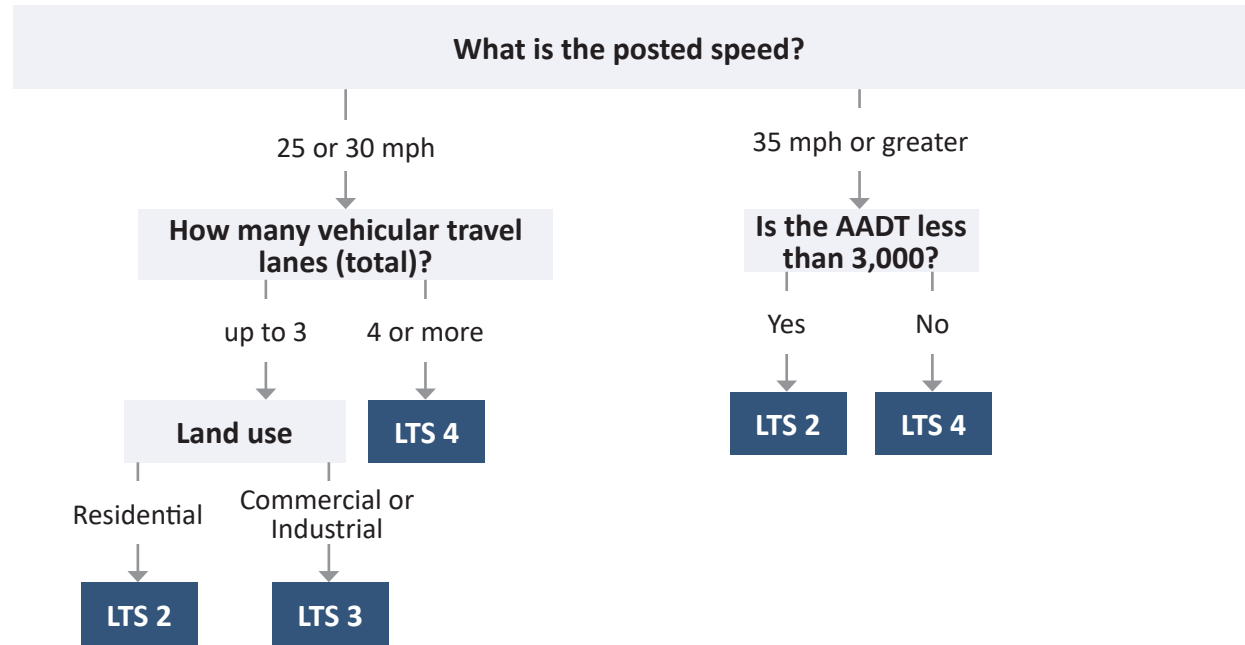 What is the posted speed?
25 or 30 mph
35 mph or greater
How many vehicular travel
lanes (total)?
Is the AADT less
than 3,000?
up to 3
4 or more
Yes
No
Land use
LTS 4
LTS 2
LTS 4
Residential
Commercial or
Industrial
LTS 2
LTS 3